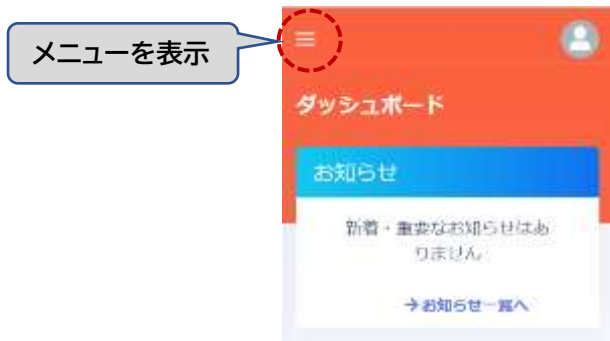 メニューを表示
ダッシュボード
お知らせ
新着・重要なお知らせはあ
りません
→お知らせ一覧へ